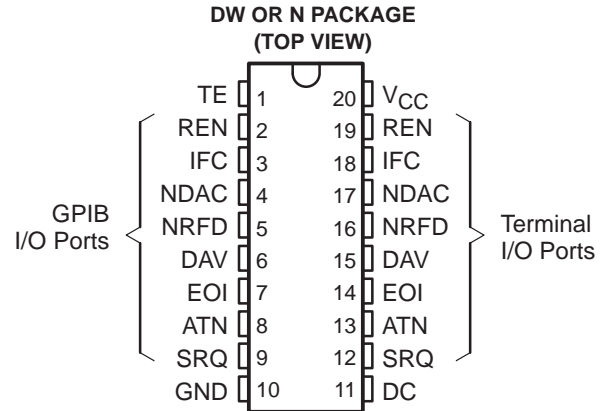 DW OR N PACKAGE
(TOP VIEW)
TE 1 20 VCC
REN 2 19 REN
IFC 3 18 IFC
NDAC 4 17 NDAC
NRFD 5 16 NRFD
DAV 6 15 DAV
EOI 7 14 EOI
ATN 8 13 ATN
SRQ 9 12 SRQ
GND 10 11 DC
GPIB
I/O Ports
Terminal
I/O Ports